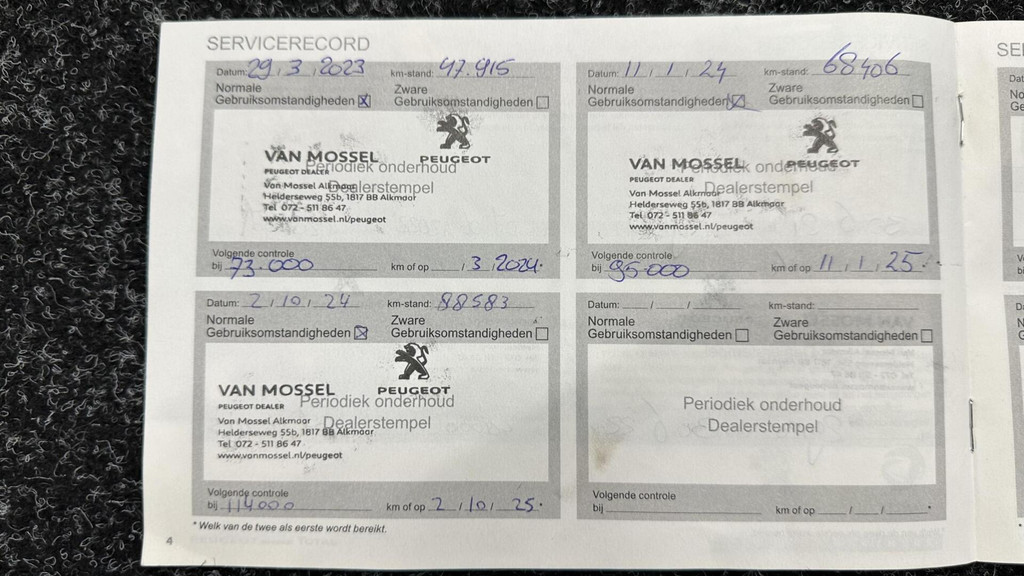 SERVICERECORD
Datum: 29 / 3 / 2023 km-stand: 47.915
Normale Zware
Gebruiksomstandigheden ☒ Gebruiksomstandigheden ☐
VAN MOSSEL PEUGEOT
PEUGEOT DEALER Periodiek onderhoud
Van Mossel Alkmaar Dealerstempel
Helderseweg 55b, 1817 BB Alkmaar
Tel 072 - 511 86 47
www.vanmossel.nl/peugeot
Volgende controle
bij 73.000 km of op / 3 / 2024.
Datum: 11 / 1 / 24 km-stand: 68406
Normale Zware
Gebruiksomstandigheden ☑ Gebruiksomstandigheden ☐
VAN MOSSEL PEUGEOT
PEUGEOT DEALER Periodiek onderhoud
Van Mossel Alkmaar Dealerstempel
Helderseweg 55b, 1817 BB Alkmaar
Tel 072 - 511 86 47
www.vanmossel.nl/peugeot
Volgende controle
bij 95.000 km of op 11 / 1 / 25.
Datum: 2 / 10 / 24 km-stand: 88583
Normale Zware
Gebruiksomstandigheden ☒ Gebruiksomstandigheden ☐
VAN MOSSEL PEUGEOT
PEUGEOT DEALER Periodiek onderhoud
Van Mossel Alkmaar Dealerstempel
Helderseweg 55b, 1817 BB Alkmaar
Tel 072 - 511 86 47
www.vanmossel.nl/peugeot
Volgende controle
bij 114000 km of op 2 / 10 / 25.
Datum: / / km-stand:
Normale Zware
Gebruiksomstandigheden ☐ Gebruiksomstandigheden ☐
Periodiek onderhoud
Dealerstempel
Volgende controle
bij km of op / / *
* Welk van de twee als eerste wordt bereikt.
4